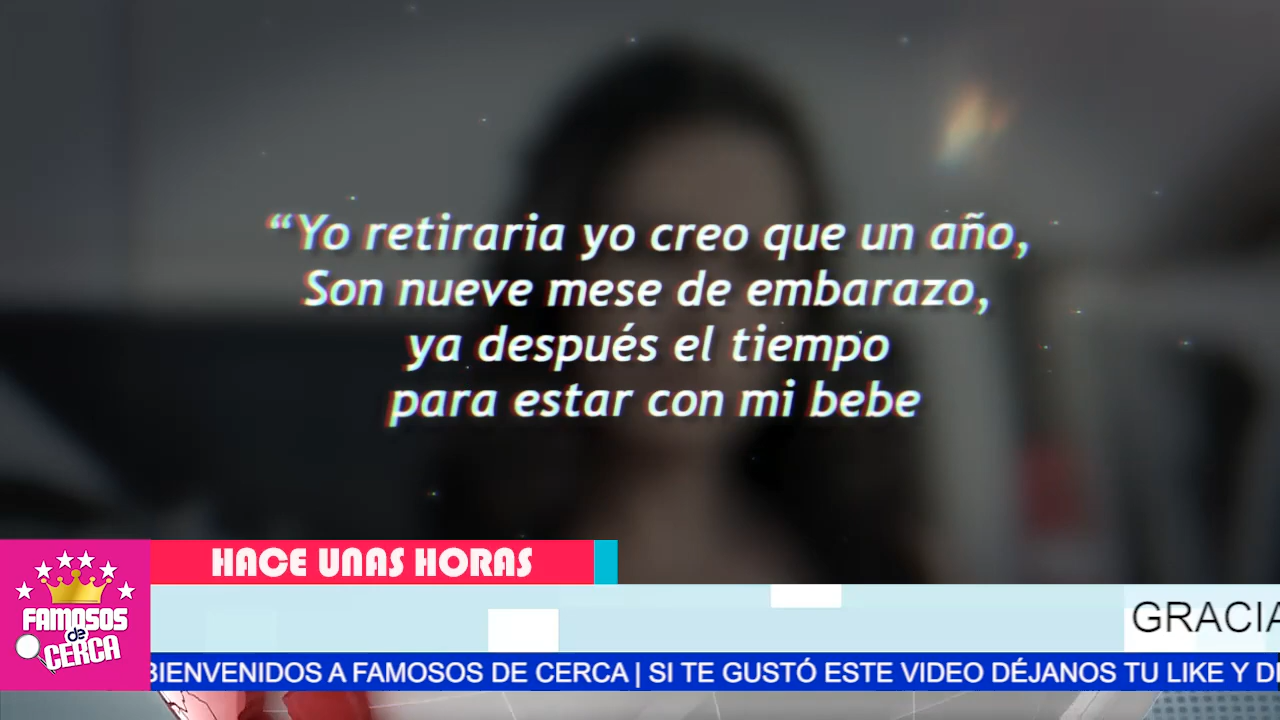 “Yo retiraria yo creo que un año,
Son nueve mese de embarazo,
ya después el tiempo
para estar con mi bebe
HACE UNAS HORAS
FAMOSOS
de
CERCA
GRACIA
BIENVENIDOS A FAMOSOS DE CERCA | SI TE GUSTÓ ESTE VIDEO DÉJANOS TU LIKE Y